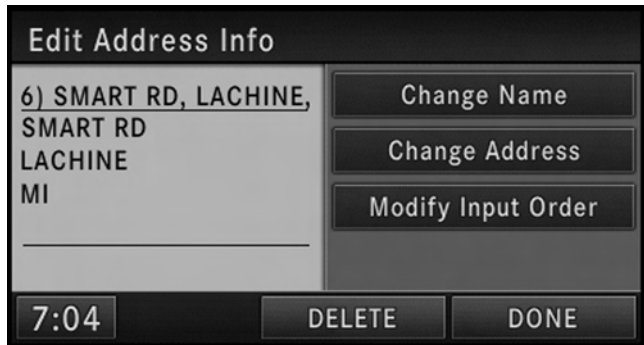 Edit Address Info
6) SMART RD, LACHINE,
SMART RD
LACHINE
MI
Change Name
Change Address
Modify Input Order
7:04
DELETE
DONE